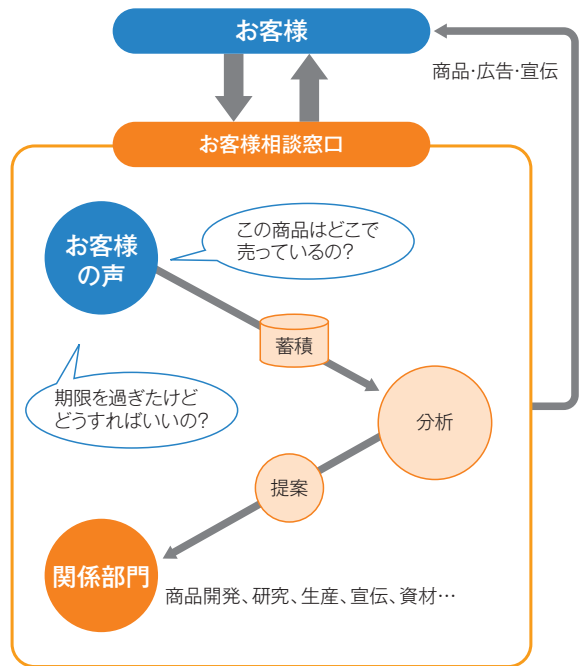 お客様
商品・広告・宣伝
お客様相談窓口
お客様
の声
この商品はどこで
売っているの?
蓄積
期限を過ぎたけど
どうすればいいの?
分析
提案
関係部門
商品開発、研究、生産、宣伝、資材…